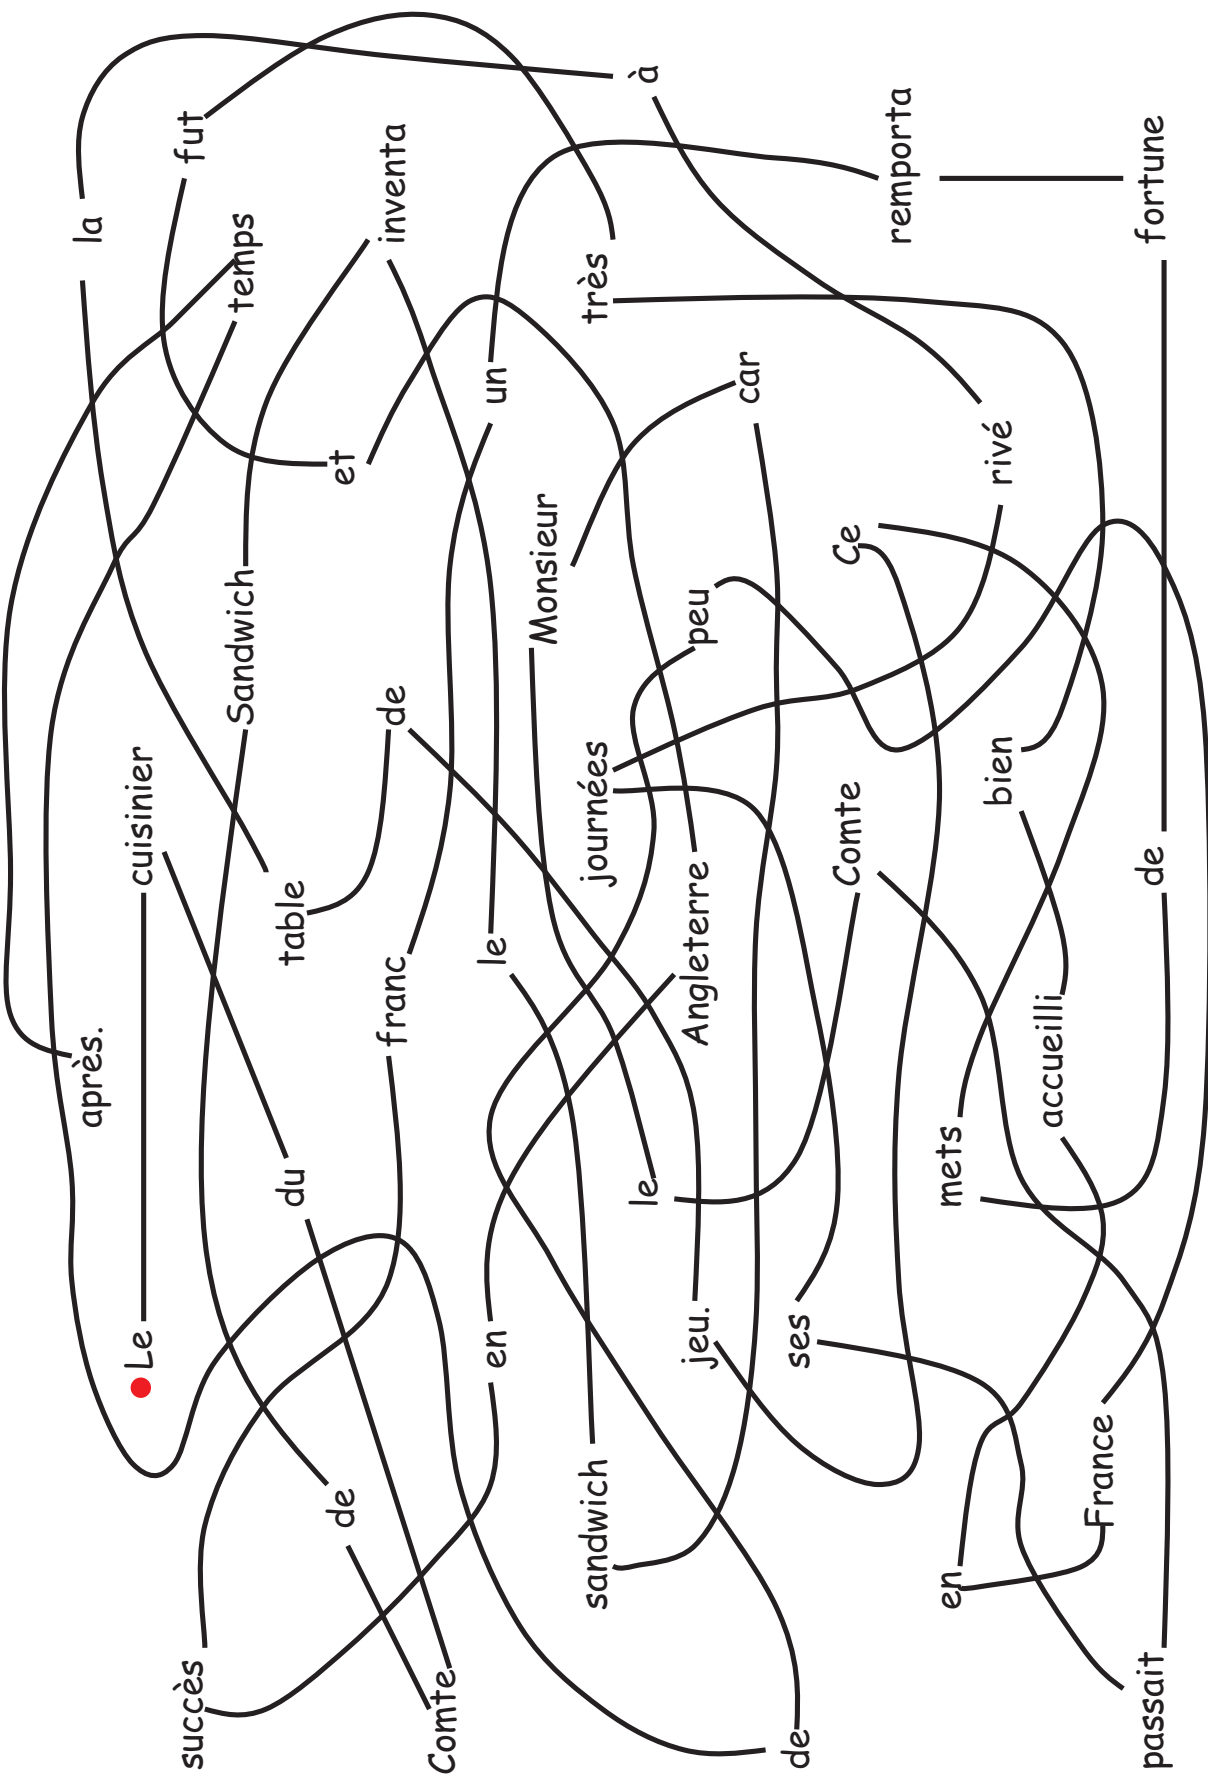 Le
cuisinier
du
Comte
de
Sandwich
inventa
le
sandwich
car
Monsieur
le
Comte
passait
ses
journées
rivé
à
la
table
de
jeu.
Ce
mets
de
fortune
remporta
un
franc
succès
en
Angleterre
et
fut
très
bien
accueilli
en
France
peu
de
temps
après.